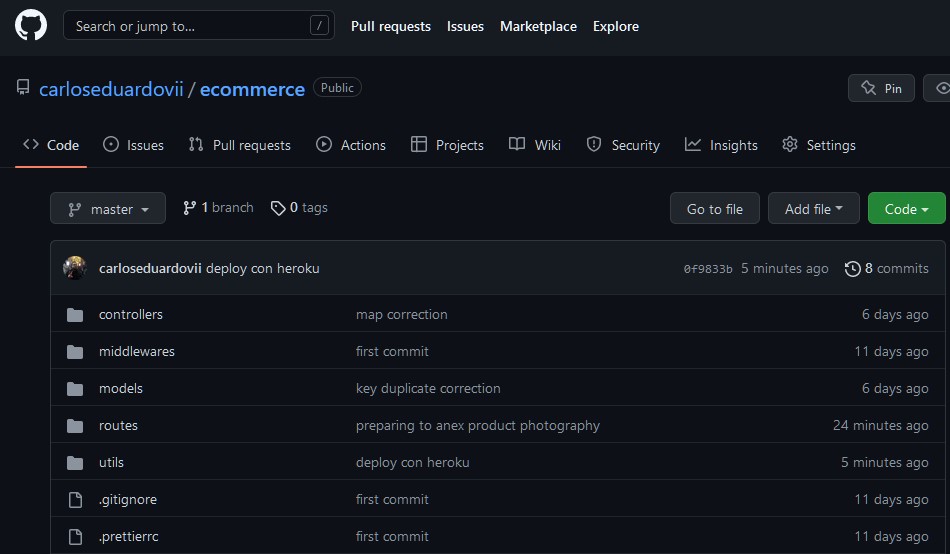 Search or jump to... /
Pull requests Issues Marketplace Explore
carloseduardovii / ecommerce Public
Pin
Code Issues Pull requests Actions Projects Wiki Security Insights Settings
master 1 branch 0 tags Go to file Add file Code
carloseduardovii deploy con heroku 0f9833b 5 minutes ago 8 commits
controllers map correction 6 days ago
middlewares first commit 11 days ago
models key duplicate correction 6 days ago
routes preparing to anex product photography 24 minutes ago
utils deploy con heroku 5 minutes ago
.gitignore first commit 11 days ago
.prettierrc first commit 11 days ago